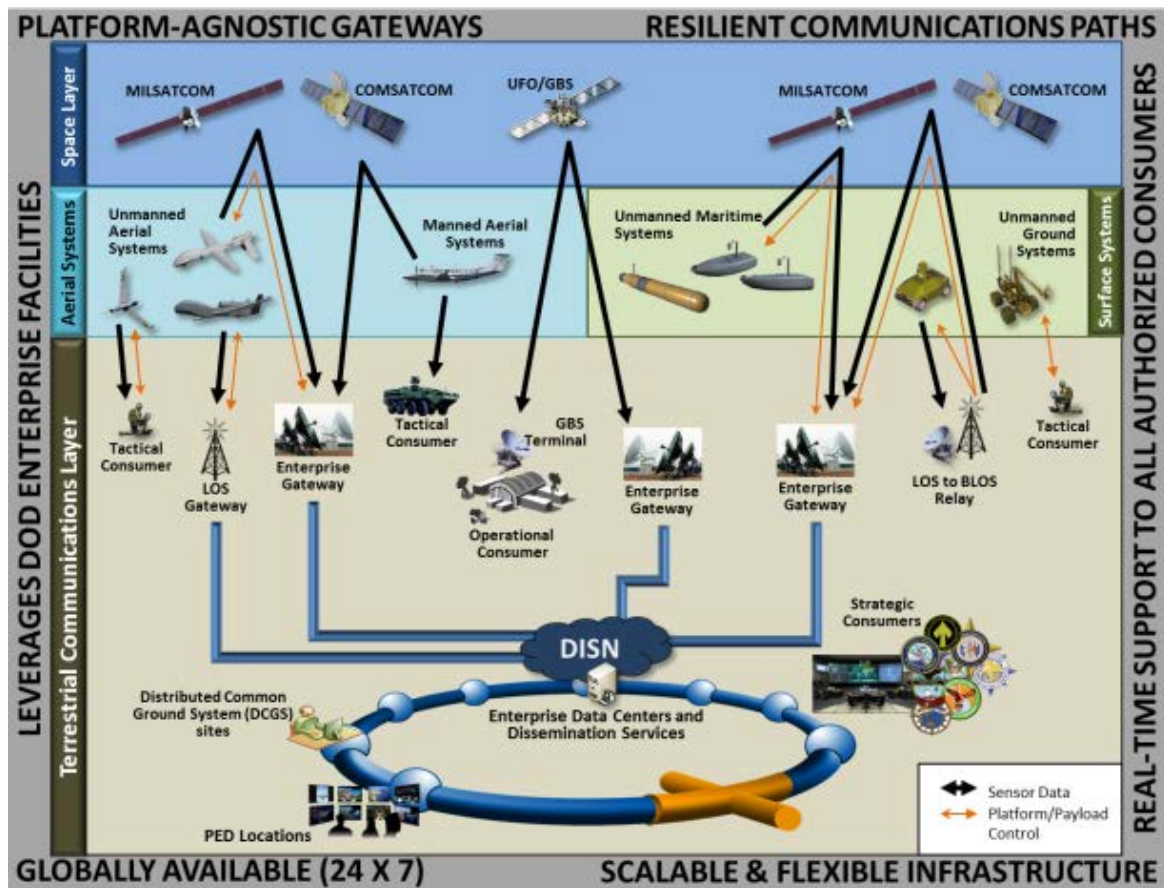 PLATFORM-AGNOSTIC GATEWAYS
RESILIENT COMMUNICATIONS PATHS
LEVERAGES DOD ENTERPRISE FACILITIES
REAL-TIME SUPPORT TO ALL AUTHORIZED CONSUMERS
Space Layer
MILSATCOM
COMSATCOM
UFO/GBS
MILSATCOM
COMSATCOM
Aerial Systems
Unmanned
Aerial
Systems
Manned Aerial
Systems
Unmanned Maritime
Systems
Unmanned
Ground
Systems
Surface Systems
Terrestrial Communications Layer
Tactical
Consumer
LOS
Gateway
Enterprise
Gateway
Tactical
Consumer
GBS
Terminal
Operational
Consumer
Enterprise
Gateway
Enterprise
Gateway
LOS to BLOS
Relay
Tactical
Consumer
DISN
Strategic
Consumers
Distributed Common
Ground System (DCGS)
sites
Enterprise Data Centers and
Dissemination Services
PED Locations
Sensor Data
Platform/Payload
Control
GLOBALLY AVAILABLE (24 X 7)
SCALABLE & FLEXIBLE INFRASTRUCTURE